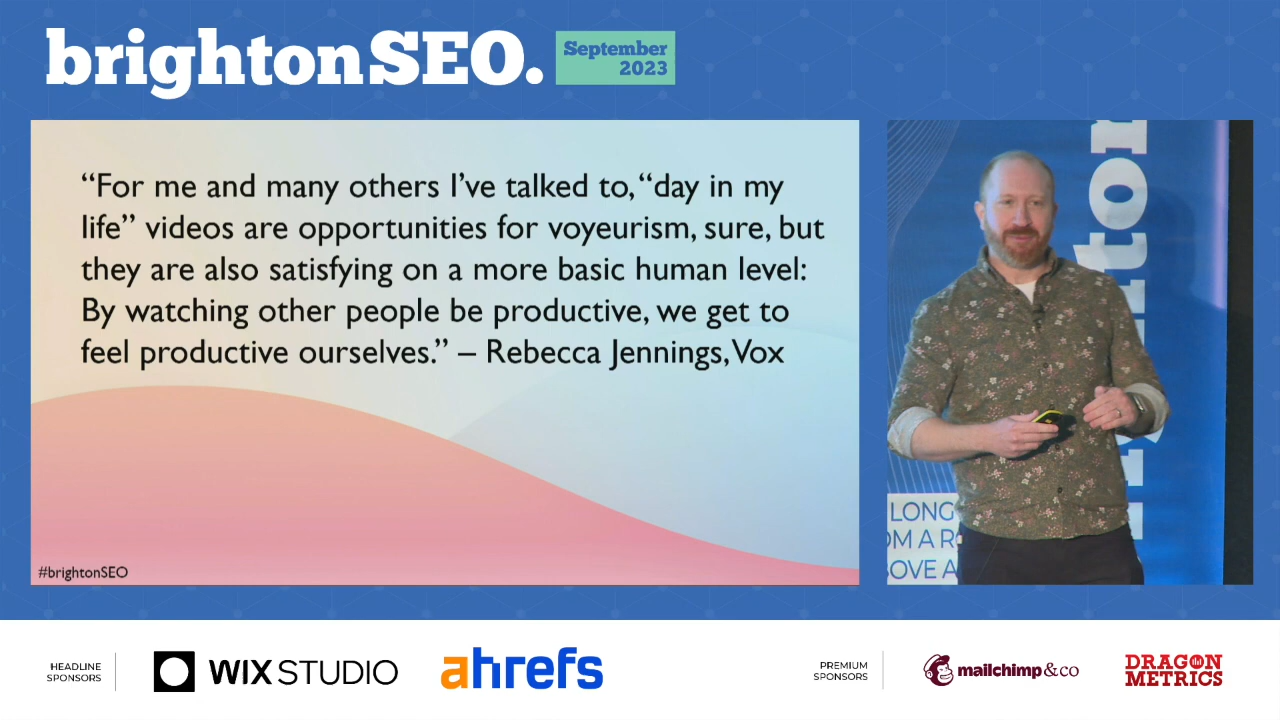 brightonSEO.
September
2023
“For me and many others I’ve talked to, “day in my
life” videos are opportunities for voyeurism, sure, but
they are also satisfying on a more basic human level:
By watching other people be productive, we get to
feel productive ourselves.” – Rebecca Jennings, Vox
#brightonSEO
LONG
OM A
OVE A
HEADLINE
SPONSORS
WIX STUDIO
ahrefs
PREMIUM
SPONSORS
mailchimp & co
DRAGON
METRICS